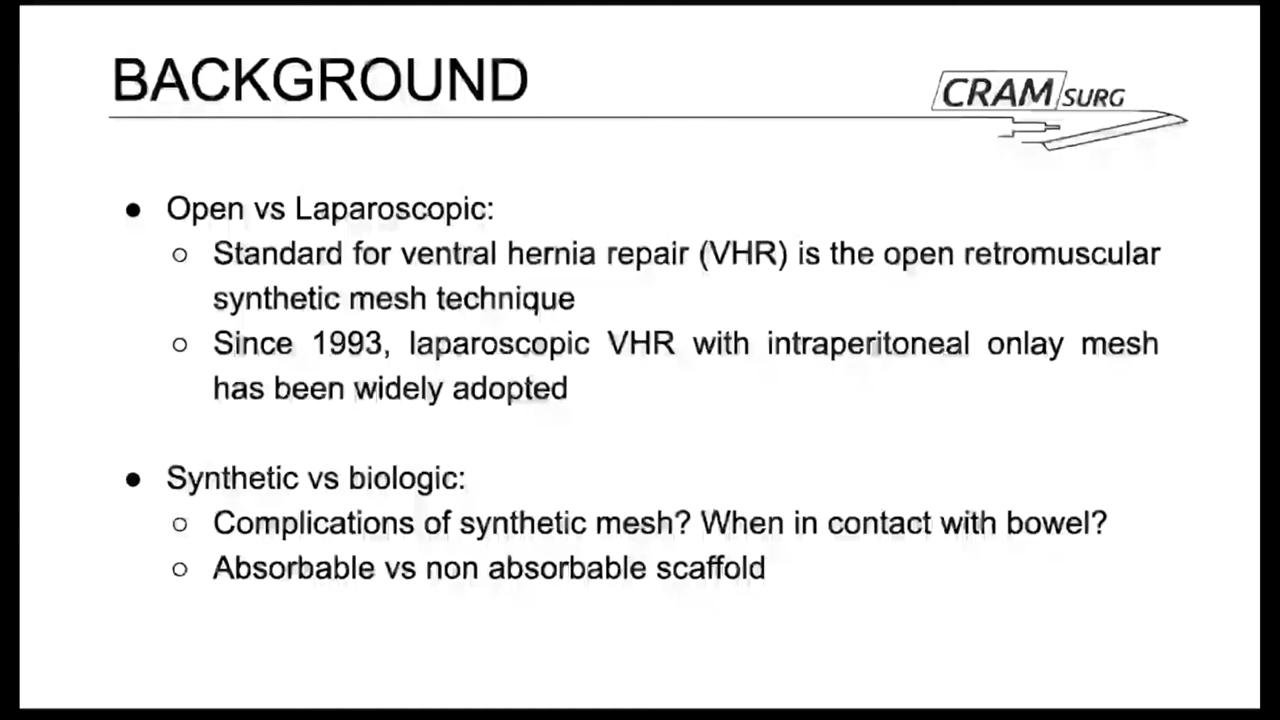 BACKGROUND
CRAM SURG
● Open vs Laparoscopic:
○ Standard for ventral hernia repair (VHR) is the open retromuscular
synthetic mesh technique
○ Since 1993, laparoscopic VHR with intraperitoneal onlay mesh
has been widely adopted
● Synthetic vs biologic:
○ Complications of synthetic mesh? When in contact with bowel?
○ Absorbable vs non absorbable scaffold